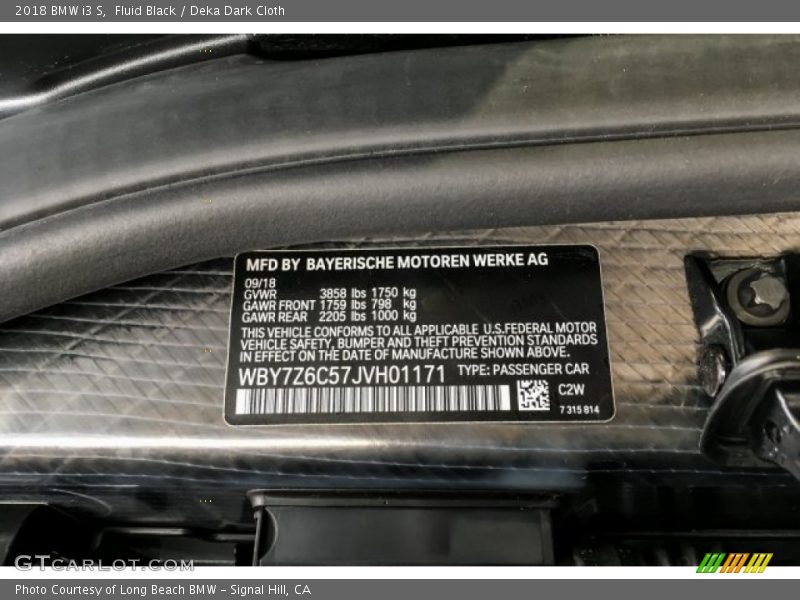 2018 BMW i3 S,  Fluid Black / Deka Dark Cloth
MFD BY BAYERISCHE MOTOREN WERKE AG
09/18
GVWR 3858 lbs 1750 kg
GAWR FRONT 1759 lbs 798 kg
GAWR REAR 2205 lbs 1000 kg
THIS VEHICLE CONFORMS TO ALL APPLICABLE U.S.FEDERAL MOTOR
VEHICLE SAFETY, BUMPER AND THEFT PREVENTION STANDARDS
IN EFFECT ON THE DATE OF MANUFACTURE SHOWN ABOVE.
WBY7Z6C57JVH01171 TYPE: PASSENGER CAR
C2W
7 315 814
GTCarLot.com
Photo Courtesy of Long Beach BMW - Signal Hill, CA